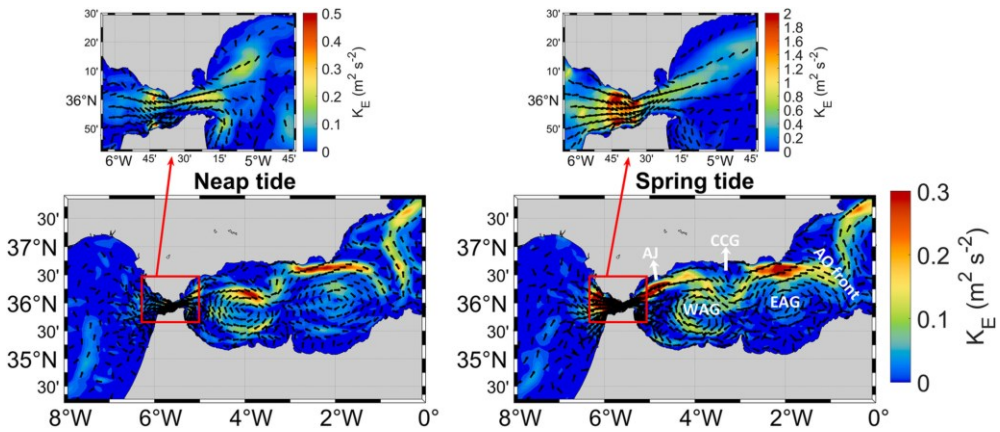 30'
20'
10'
36°N
50'
6°W 45' 30' 15' 5°W 45'
0.5
0.4
0.3
0.2
0.1
0
K_E (m² s⁻²)
30'
20'
10'
36°N
50'
6°W 45' 30' 15' 5°W 45'
2
1.8
1.6
1.4
1.2
1
0.8
0.6
0.4
0.2
0
K_E (m² s⁻²)
Neap tide
Spring tide
30'
37°N
30'
36°N
30'
35°N
30'
8°W 6°W 4°W 2°W 0°
30'
37°N
30'
36°N
30'
35°N
30'
8°W 6°W 4°W 2°W 0°
AJ
CCG
WAG
EAG
AO front
0.3
0.2
0.1
0
K_E (m² s⁻²)